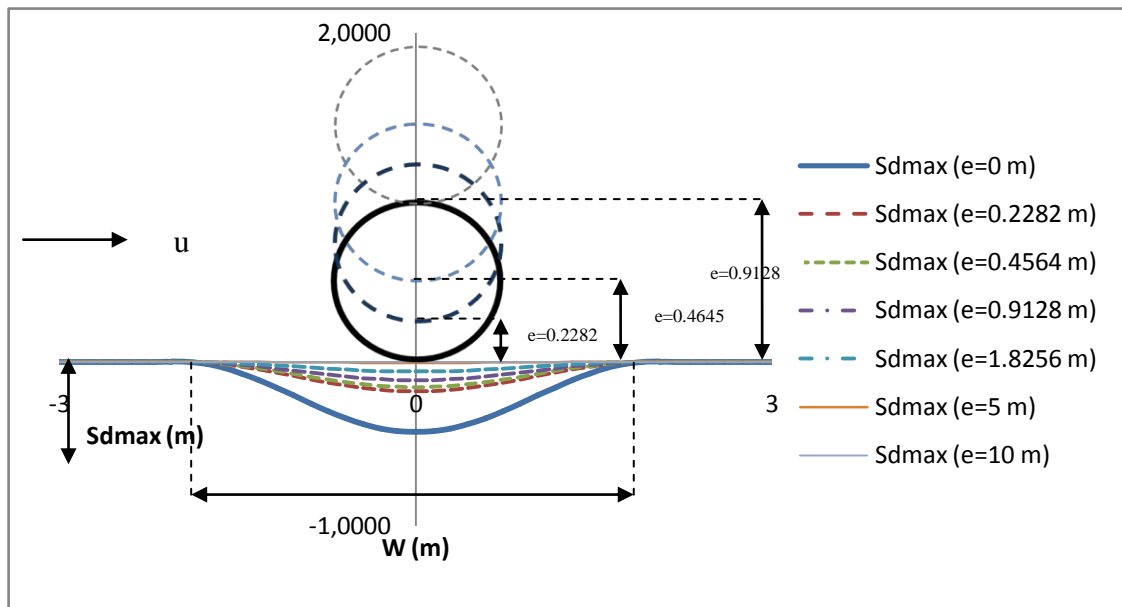 2,0000
Sdmax (e=0 m)
Sdmax (e=0.2282 m)
u
Sdmax (e=0.4564 m)
e=0.9128
Sdmax (e=0.9128 m)
e=0.4645
e=0.2282
Sdmax (e=1.8256 m)
-3
0
3
Sdmax (e=5 m)
Sdmax (m)
Sdmax (e=10 m)
-1,0000
W (m)